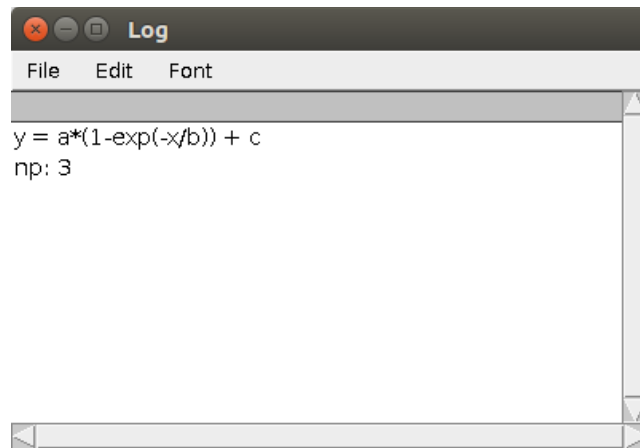 Log
File Edit Font
y = a*(1-exp(-x/b)) + c
np: 3